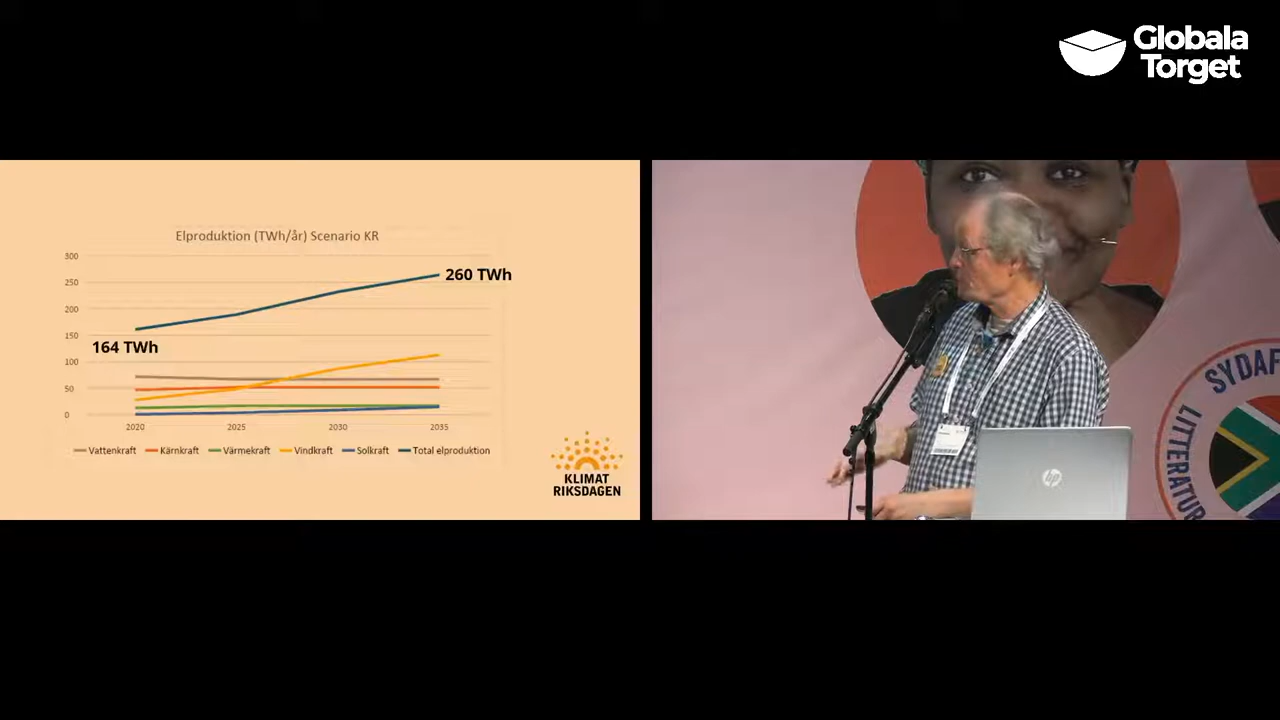 Globala
Torget
Elproduktion (TWh/år) Scenario KR
300
250
200
150
100
50
0
260 TWh
164 TWh
2020
2025
2030
2035
Vattenkraft
Kärnkraft
Värmekraft
Vindkraft
Solkraft
Total elproduktion
KLIMAT
RIKSDAGEN
SYDAF
LITTERATUR
hp